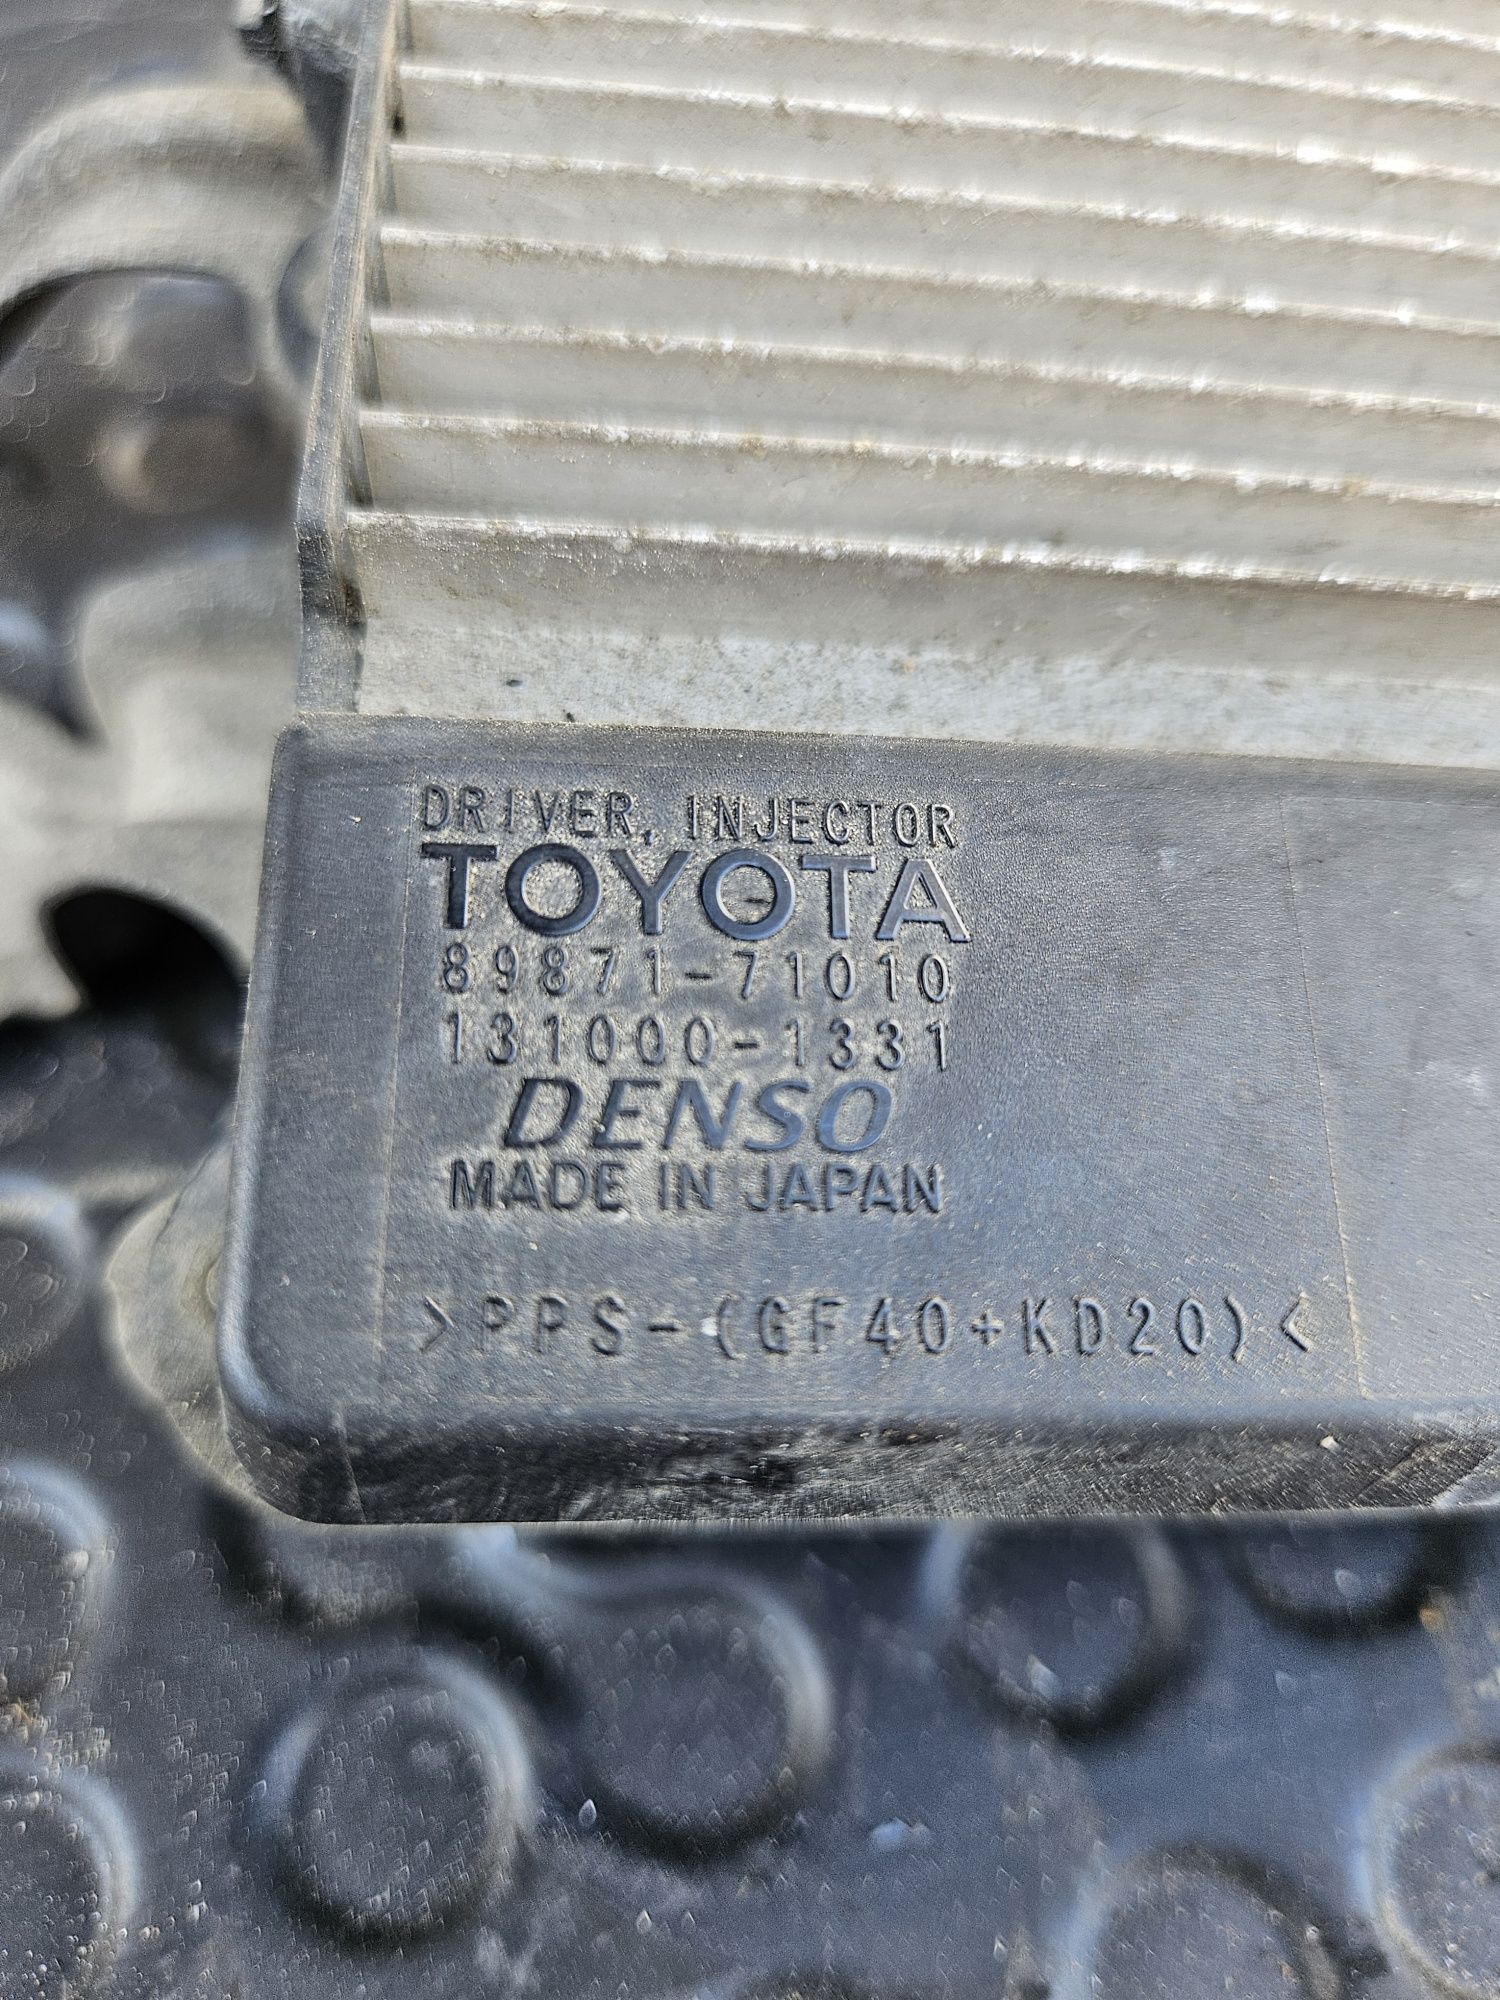 DRIVER, INJECTOR
TOYOTA
89871-71010
131000-1331
DENSO
MADE IN JAPAN
>PPS-(GF40+KD20)<